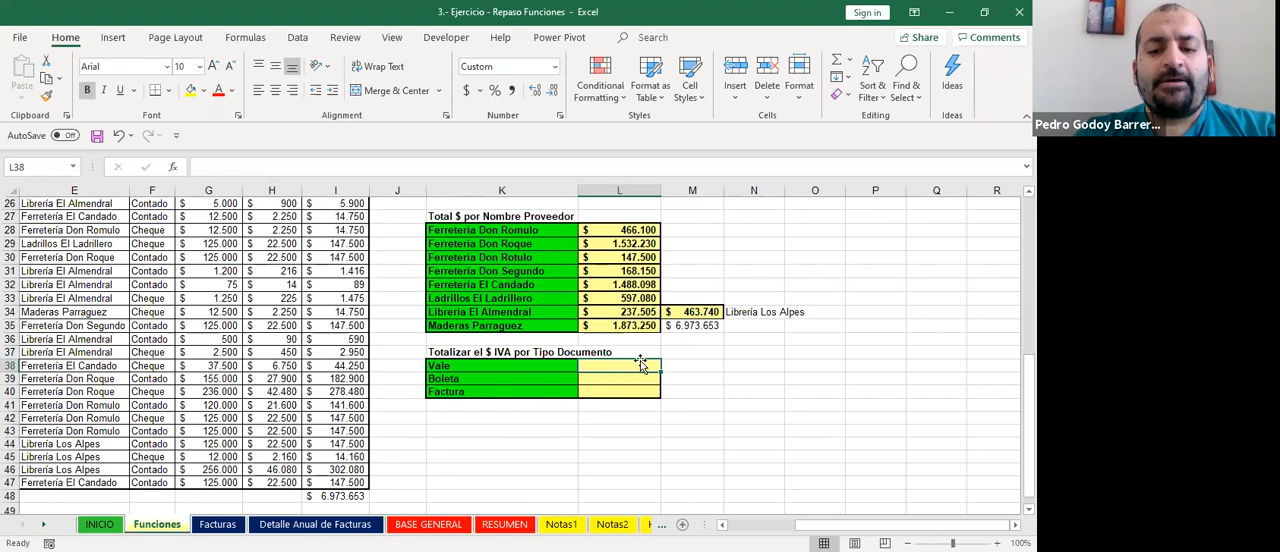 3.- Ejercicio - Repaso Funciones - Excel
Sign in
File Home Insert Page Layout Formulas Data Review View Developer Help Power Pivot Search Share Comments
Paste
Arial 10
Wrap Text
Merge & Center
Custom
Conditional Formatting
Format as Table
Cell Styles
Insert Delete Format
Sort & Filter
Find & Select
Ideas
Clipboard Font Alignment Number Styles Cells Editing Ideas
AutoSave Off
Pedro Godoy Barrer...
L38 fx
E F G H I J K L M N O P Q R
26 Librería El Almendral Contado $ 5.000 $ 900 $ 5.900
27 Ferretería El Candado Cheque $ 12.500 $ 2.250 $ 14.750 Total $ por Nombre Proveedor
28 Ferretería Don Romulo Cheque $ 12.500 $ 2.250 $ 14.750 Ferretería Don Romulo $ 466.100
29 Ladrillos El Ladrillero Cheque $ 125.000 $ 22.500 $ 147.500 Ferretería Don Roque $ 1.532.230
30 Ferretería Don Roque Contado $ 125.000 $ 22.500 $ 147.500 Ferretería Don Rotulo $ 147.500
31 Librería El Almendral Contado $ 1.200 $ 216 $ 1.416 Ferretería Don Segundo $ 168.150
32 Librería El Almendral Contado $ 75 $ 14 $ 89 Ferretería El Candado $ 1.488.098
33 Librería El Almendral Cheque $ 1.250 $ 225 $ 1.475 Ladrillos El Ladrillero $ 597.080
34 Maderas Parraguez Cheque $ 12.500 $ 2.250 $ 14.750 Librería El Almendral $ 237.505 $ 463.740 Librería Los Alpes
35 Ferretería Don Segundo Contado $ 125.000 $ 22.500 $ 147.500 Maderas Parraguez $ 1.873.250 $ 6.973.653
36 Librería El Almendral Contado $ 500 $ 90 $ 590
37 Librería El Almendral Cheque $ 2.500 $ 450 $ 2.950 Totalizar el $ IVA por Tipo Documento
38 Ferretería El Candado Cheque $ 37.500 $ 6.750 $ 44.250 Vale
39 Ferretería Don Roque Contado $ 155.000 $ 27.900 $ 182.900 Boleta
40 Ferretería Don Roque Cheque $ 236.000 $ 42.480 $ 278.480 Factura
41 Ferretería Don Romulo Cheque $ 120.000 $ 21.600 $ 141.600
42 Ferretería Don Romulo Contado $ 125.000 $ 22.500 $ 147.500
43 Ferretería Don Romulo Contado $ 125.000 $ 22.500 $ 147.500
44 Librería Los Alpes Contado $ 125.000 $ 22.500 $ 147.500
45 Librería Los Alpes Cheque $ 12.000 $ 2.160 $ 14.160
46 Librería Los Alpes Contado $ 256.000 $ 46.080 $ 302.080
47 Ferretería El Candado Contado $ 125.000 $ 22.500 $ 147.500
48 $ 6.973.653
49
INICIO Funciones Facturas Detalle Anual de Facturas BASE GENERAL RESUMEN Notas1 Notas2 ...
Ready 100%